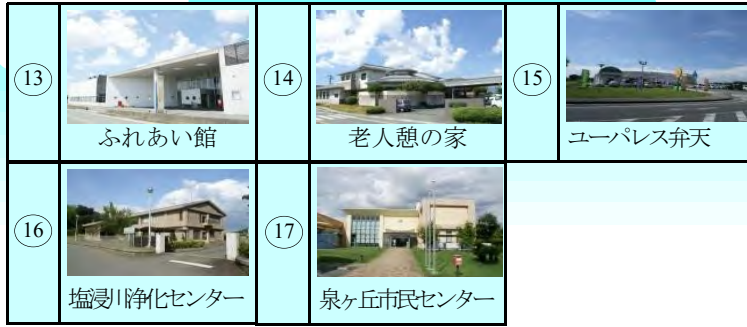 ⑬ ふれあい館
⑭ 老人憩の家
⑮ ユーパレス弁天
⑯ 塩浸川浄化センター
⑰ 泉ヶ丘市民センター